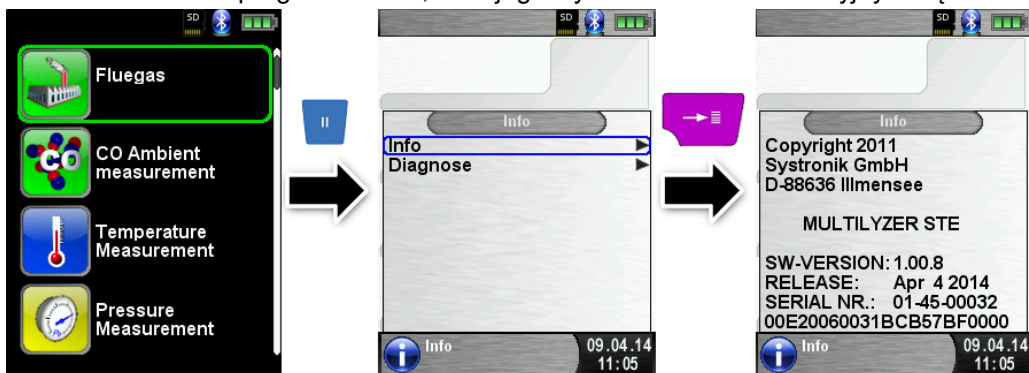 SD
Fluegas
CO
CO Ambient
measurement
Temperature
Measurement
Pressure
Measurement
SD
Info
Info
Diagnose
Info
09.04.14
11:05
SD
Info
Copyright 2011
Systronik GmbH
D-88636 Illmensee
MULTILYZER STE
SW-VERSION: 1.00.8
RELEASE: Apr 4 2014
SERIAL NR.: 01-45-00032
00E20060031BCB57BF0000
Info
09.04.14
11:05